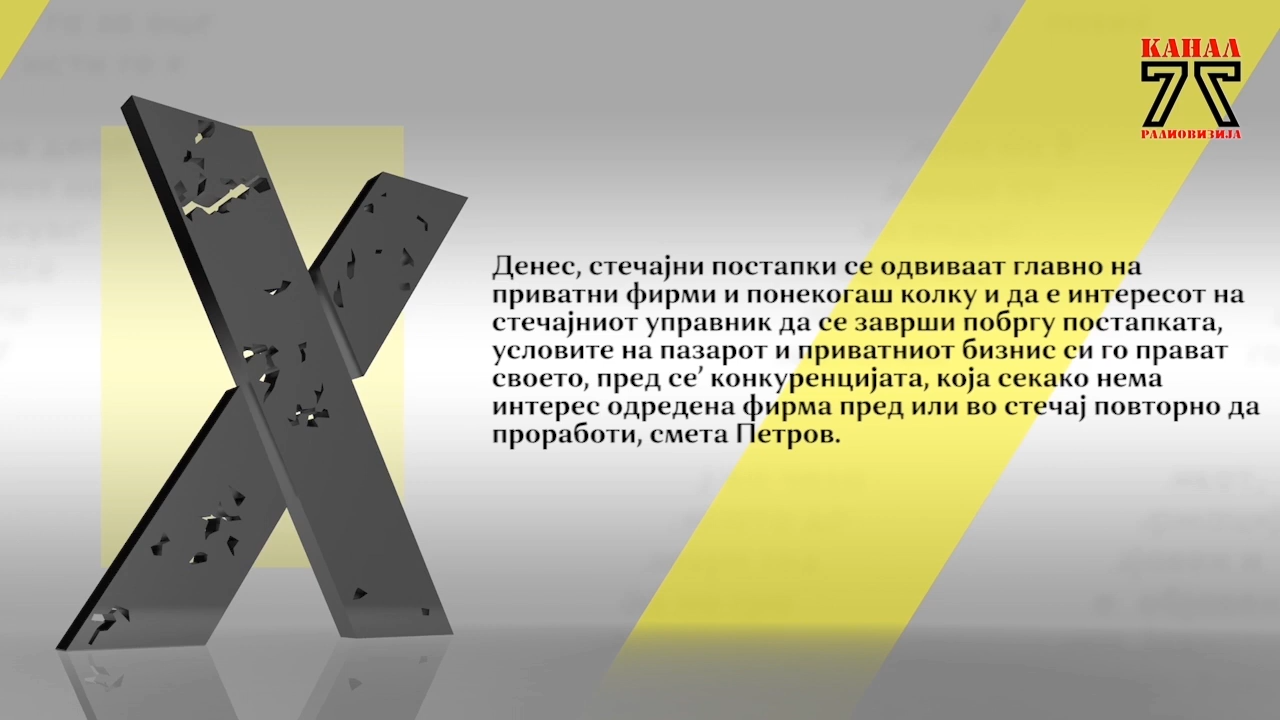 КАНАЛ
77
РАДИОВИЗИЈА
Денес, стечајни постапки се одвиваат главно на
приватни фирми и понекогаш колку и да е интересот на
стечајниот управник да се заврши побргу постапката,
условите на пазарот и приватниот бизнис си го прават
своето, пред се’ конкуренцијата, која секако нема
интерес одредена фирма пред или во стечај повторно да
проработи, смета Петров.